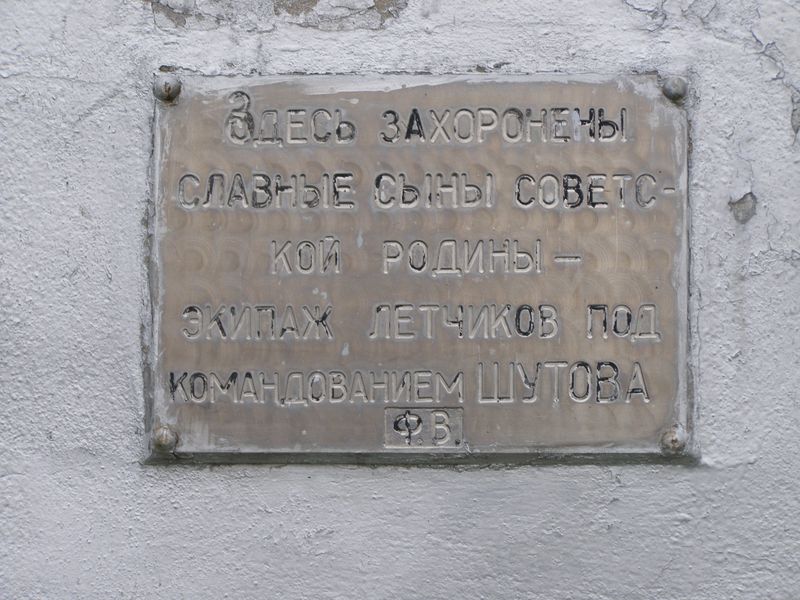 Здесь захоронены
славные сыны советс-
кой Родины –
экипаж летчиков под
командованием ШУТОВА
Ф.В.